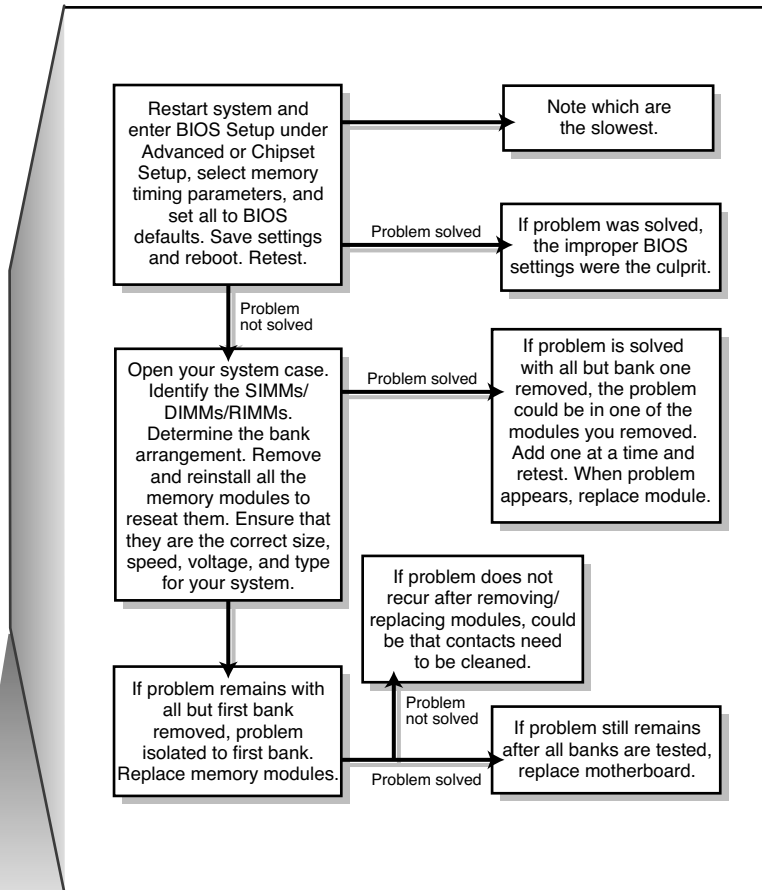 Restart system and
enter BIOS Setup under
Advanced or Chipset
Setup, select memory
timing parameters, and
set all to BIOS
defaults. Save settings
and reboot. Retest.
Note which are
the slowest.
Problem solved
If problem was solved,
the improper BIOS
settings were the culprit.
Problem
not solved
Open your system case.
Identify the SIMMs/
DIMMs/RIMMs.
Determine the bank
arrangement. Remove
and reinstall all the
memory modules to
reseat them. Ensure that
they are the correct size,
speed, voltage, and type
for your system.
Problem solved
If problem is solved
with all but bank one
removed, the problem
could be in one of the
modules you removed.
Add one at a time and
retest. When problem
appears, replace module.
If problem does not
recur after removing/
replacing modules, could
be that contacts need
to be cleaned.
If problem remains with
all but first bank
removed, problem
isolated to first bank.
Replace memory modules.
Problem
not solved
Problem solved
If problem still remains
after all banks are tested,
replace motherboard.